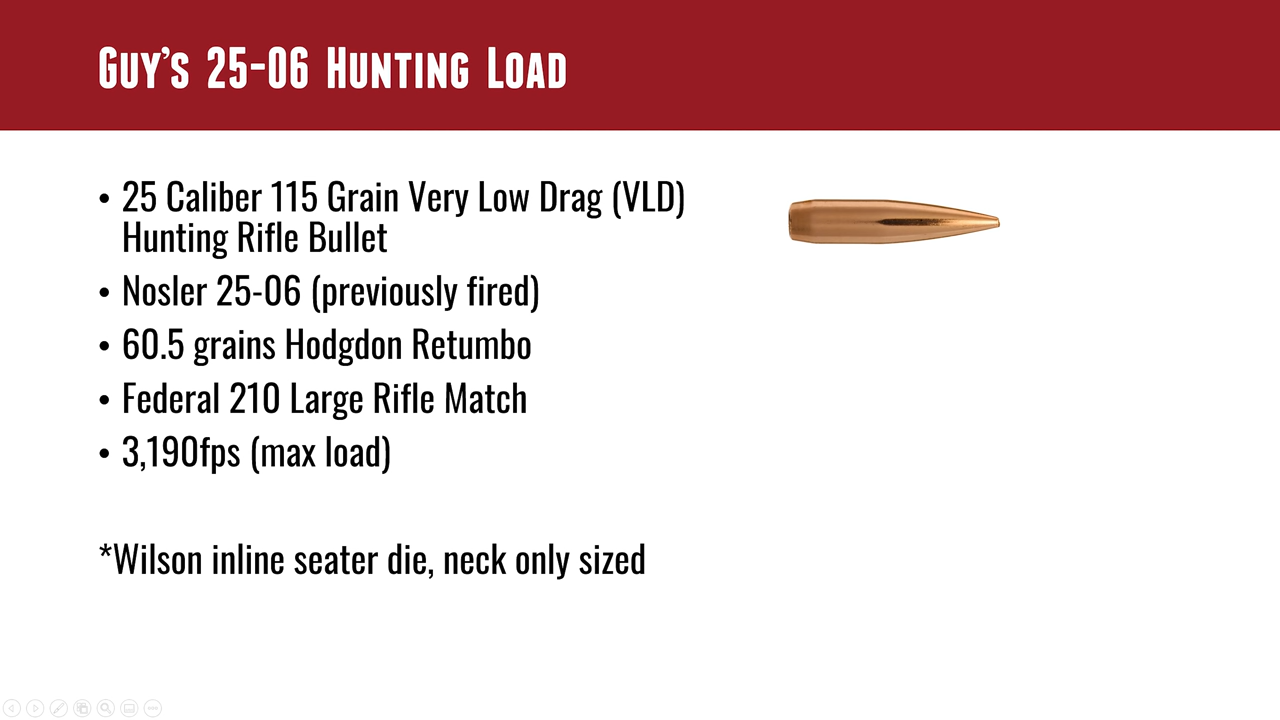 Guy's 25-06 Hunting Load
• 25 Caliber 115 Grain Very Low Drag (VLD)
Hunting Rifle Bullet
• Nosler 25-06 (previously fired)
• 60.5 grains Hodgdon Retumbo
• Federal 210 Large Rifle Match
• 3,190fps (max load)
*Wilson inline seater die, neck only sized